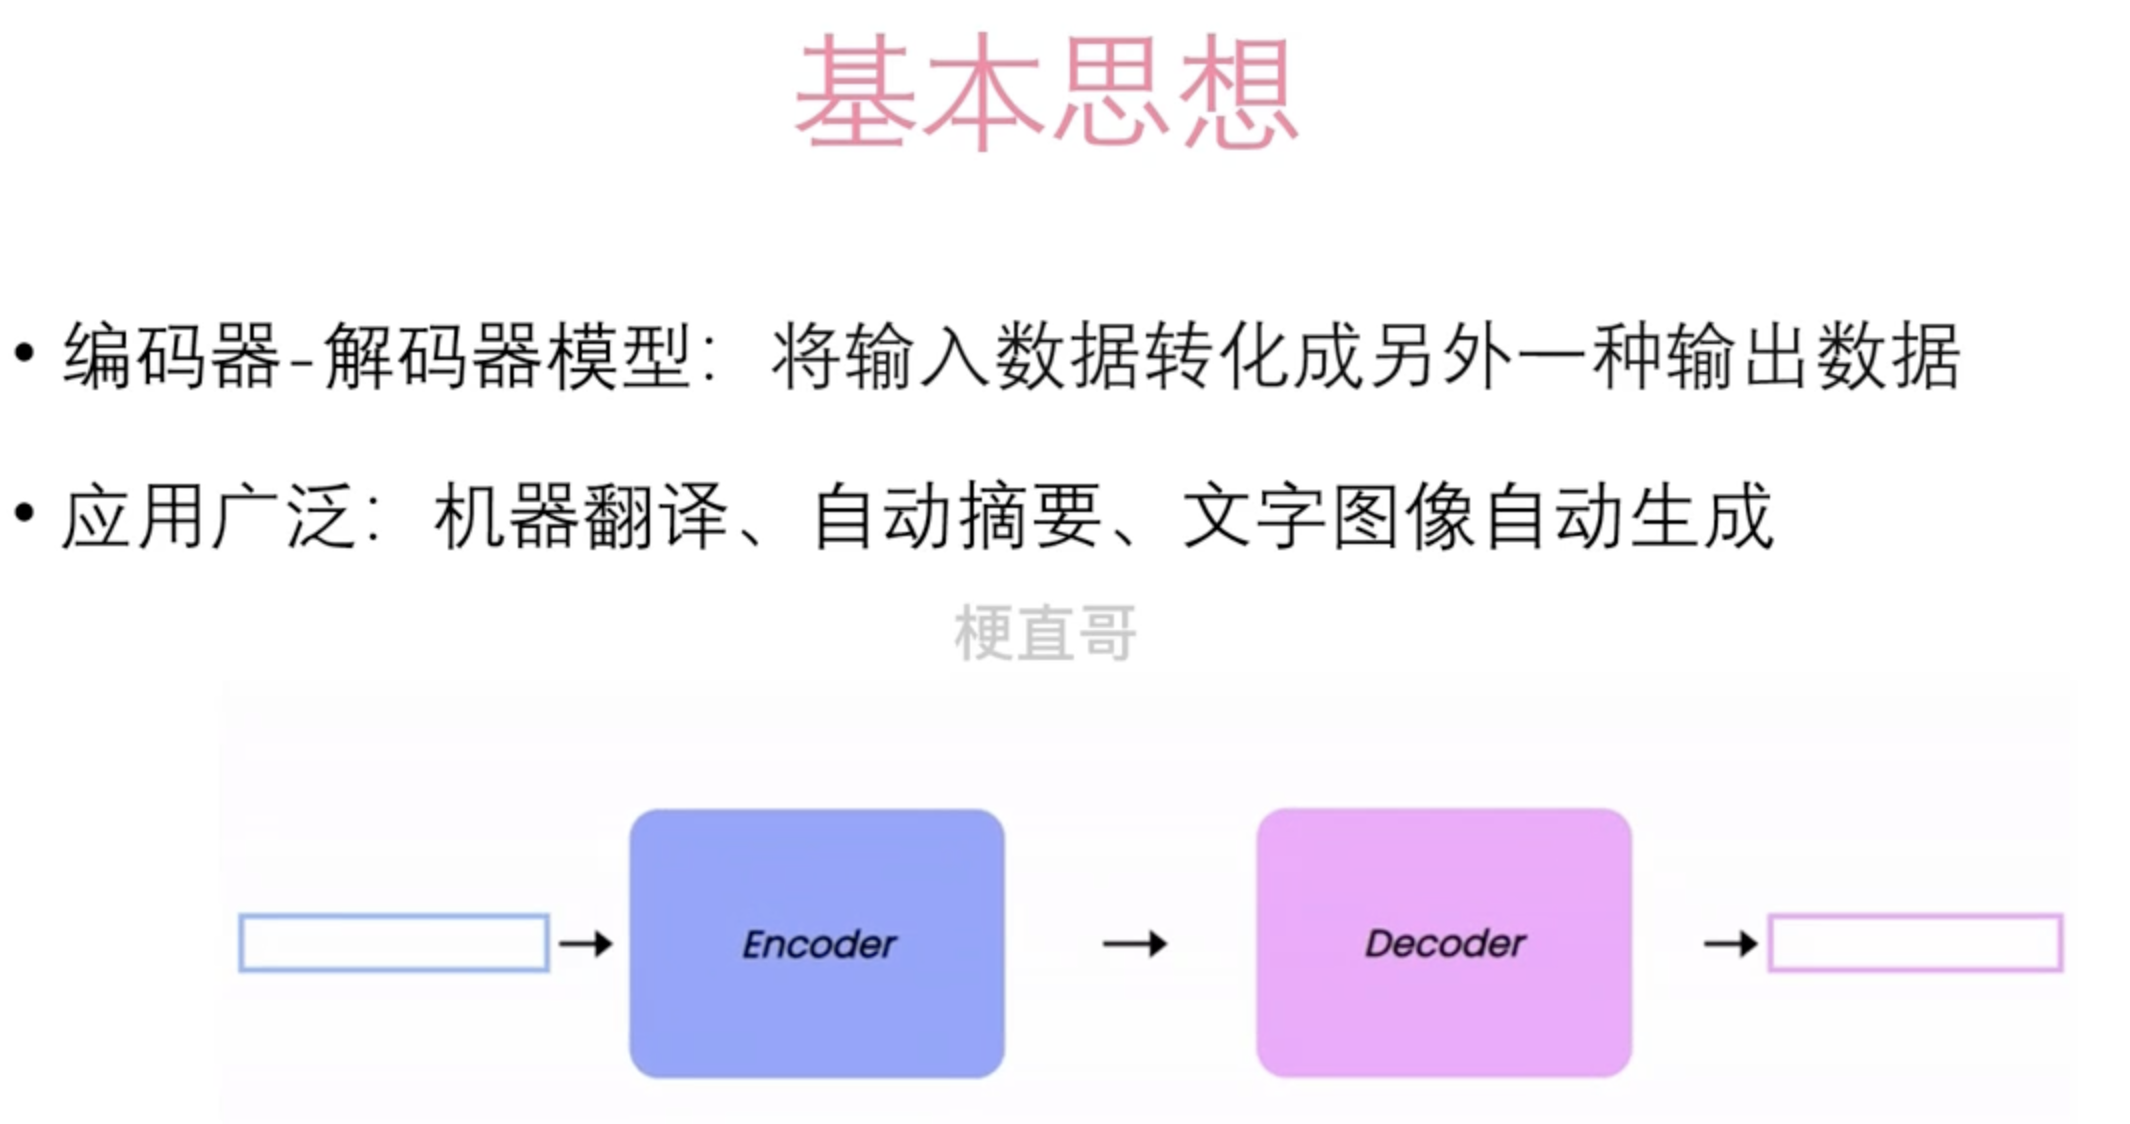 基本思想
• 编码器-解码器模型：将输入数据转化成另外一种输出数据
• 应用广泛：机器翻译、自动摘要、文字图像自动生成
梗直哥
Encoder
Decoder